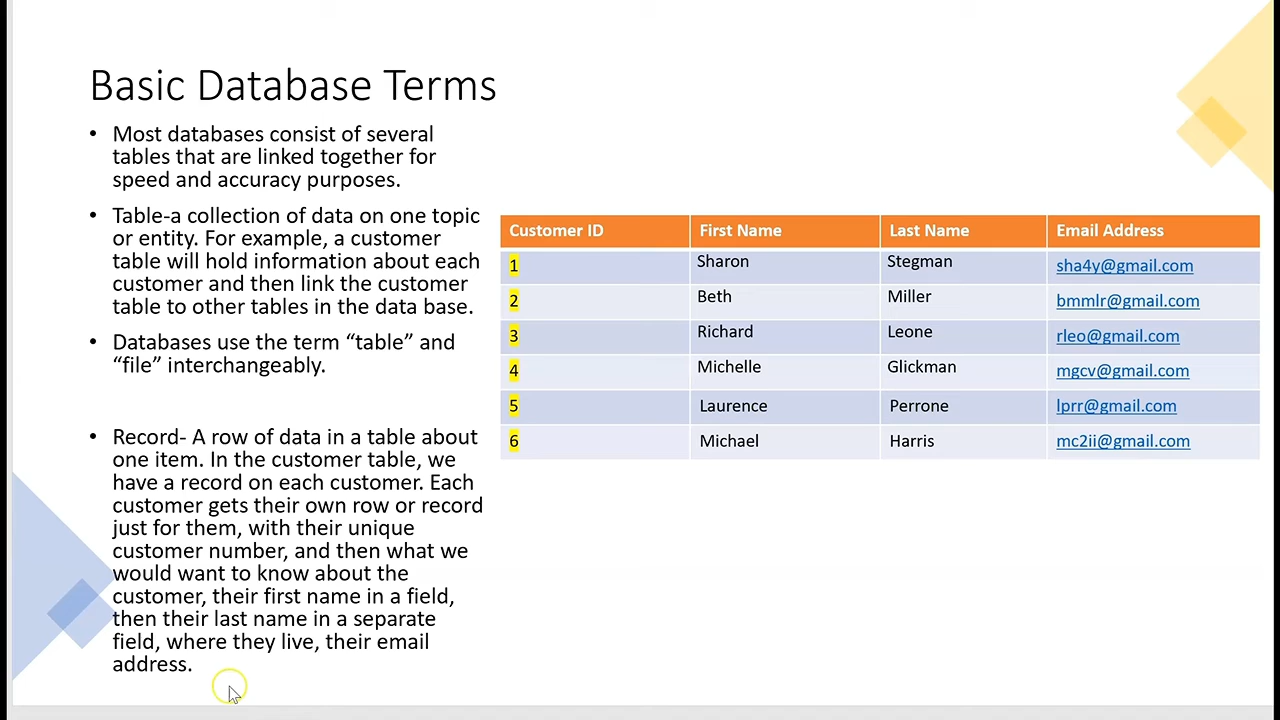 Basic Database Terms
• Most databases consist of several
tables that are linked together for
speed and accuracy purposes.
• Table-a collection of data on one topic
or entity. For example, a customer
table will hold information about each
customer and then link the customer
table to other tables in the data base.
• Databases use the term “table” and
“file” interchangeably.
• Record- A row of data in a table about
one item. In the customer table, we
have a record on each customer. Each
customer gets their own row or record
just for them, with their unique
customer number, and then what we
would want to know about the
customer, their first name in a field,
then their last name in a separate
field, where they live, their email
address.
Customer ID First Name Last Name Email Address
1 Sharon Stegman sha4y@gmail.com
2 Beth Miller bmmlr@gmail.com
3 Richard Leone rleo@gmail.com
4 Michelle Glickman mgcv@gmail.com
5 Laurence Perrone lprr@gmail.com
6 Michael Harris mc2ii@gmail.com